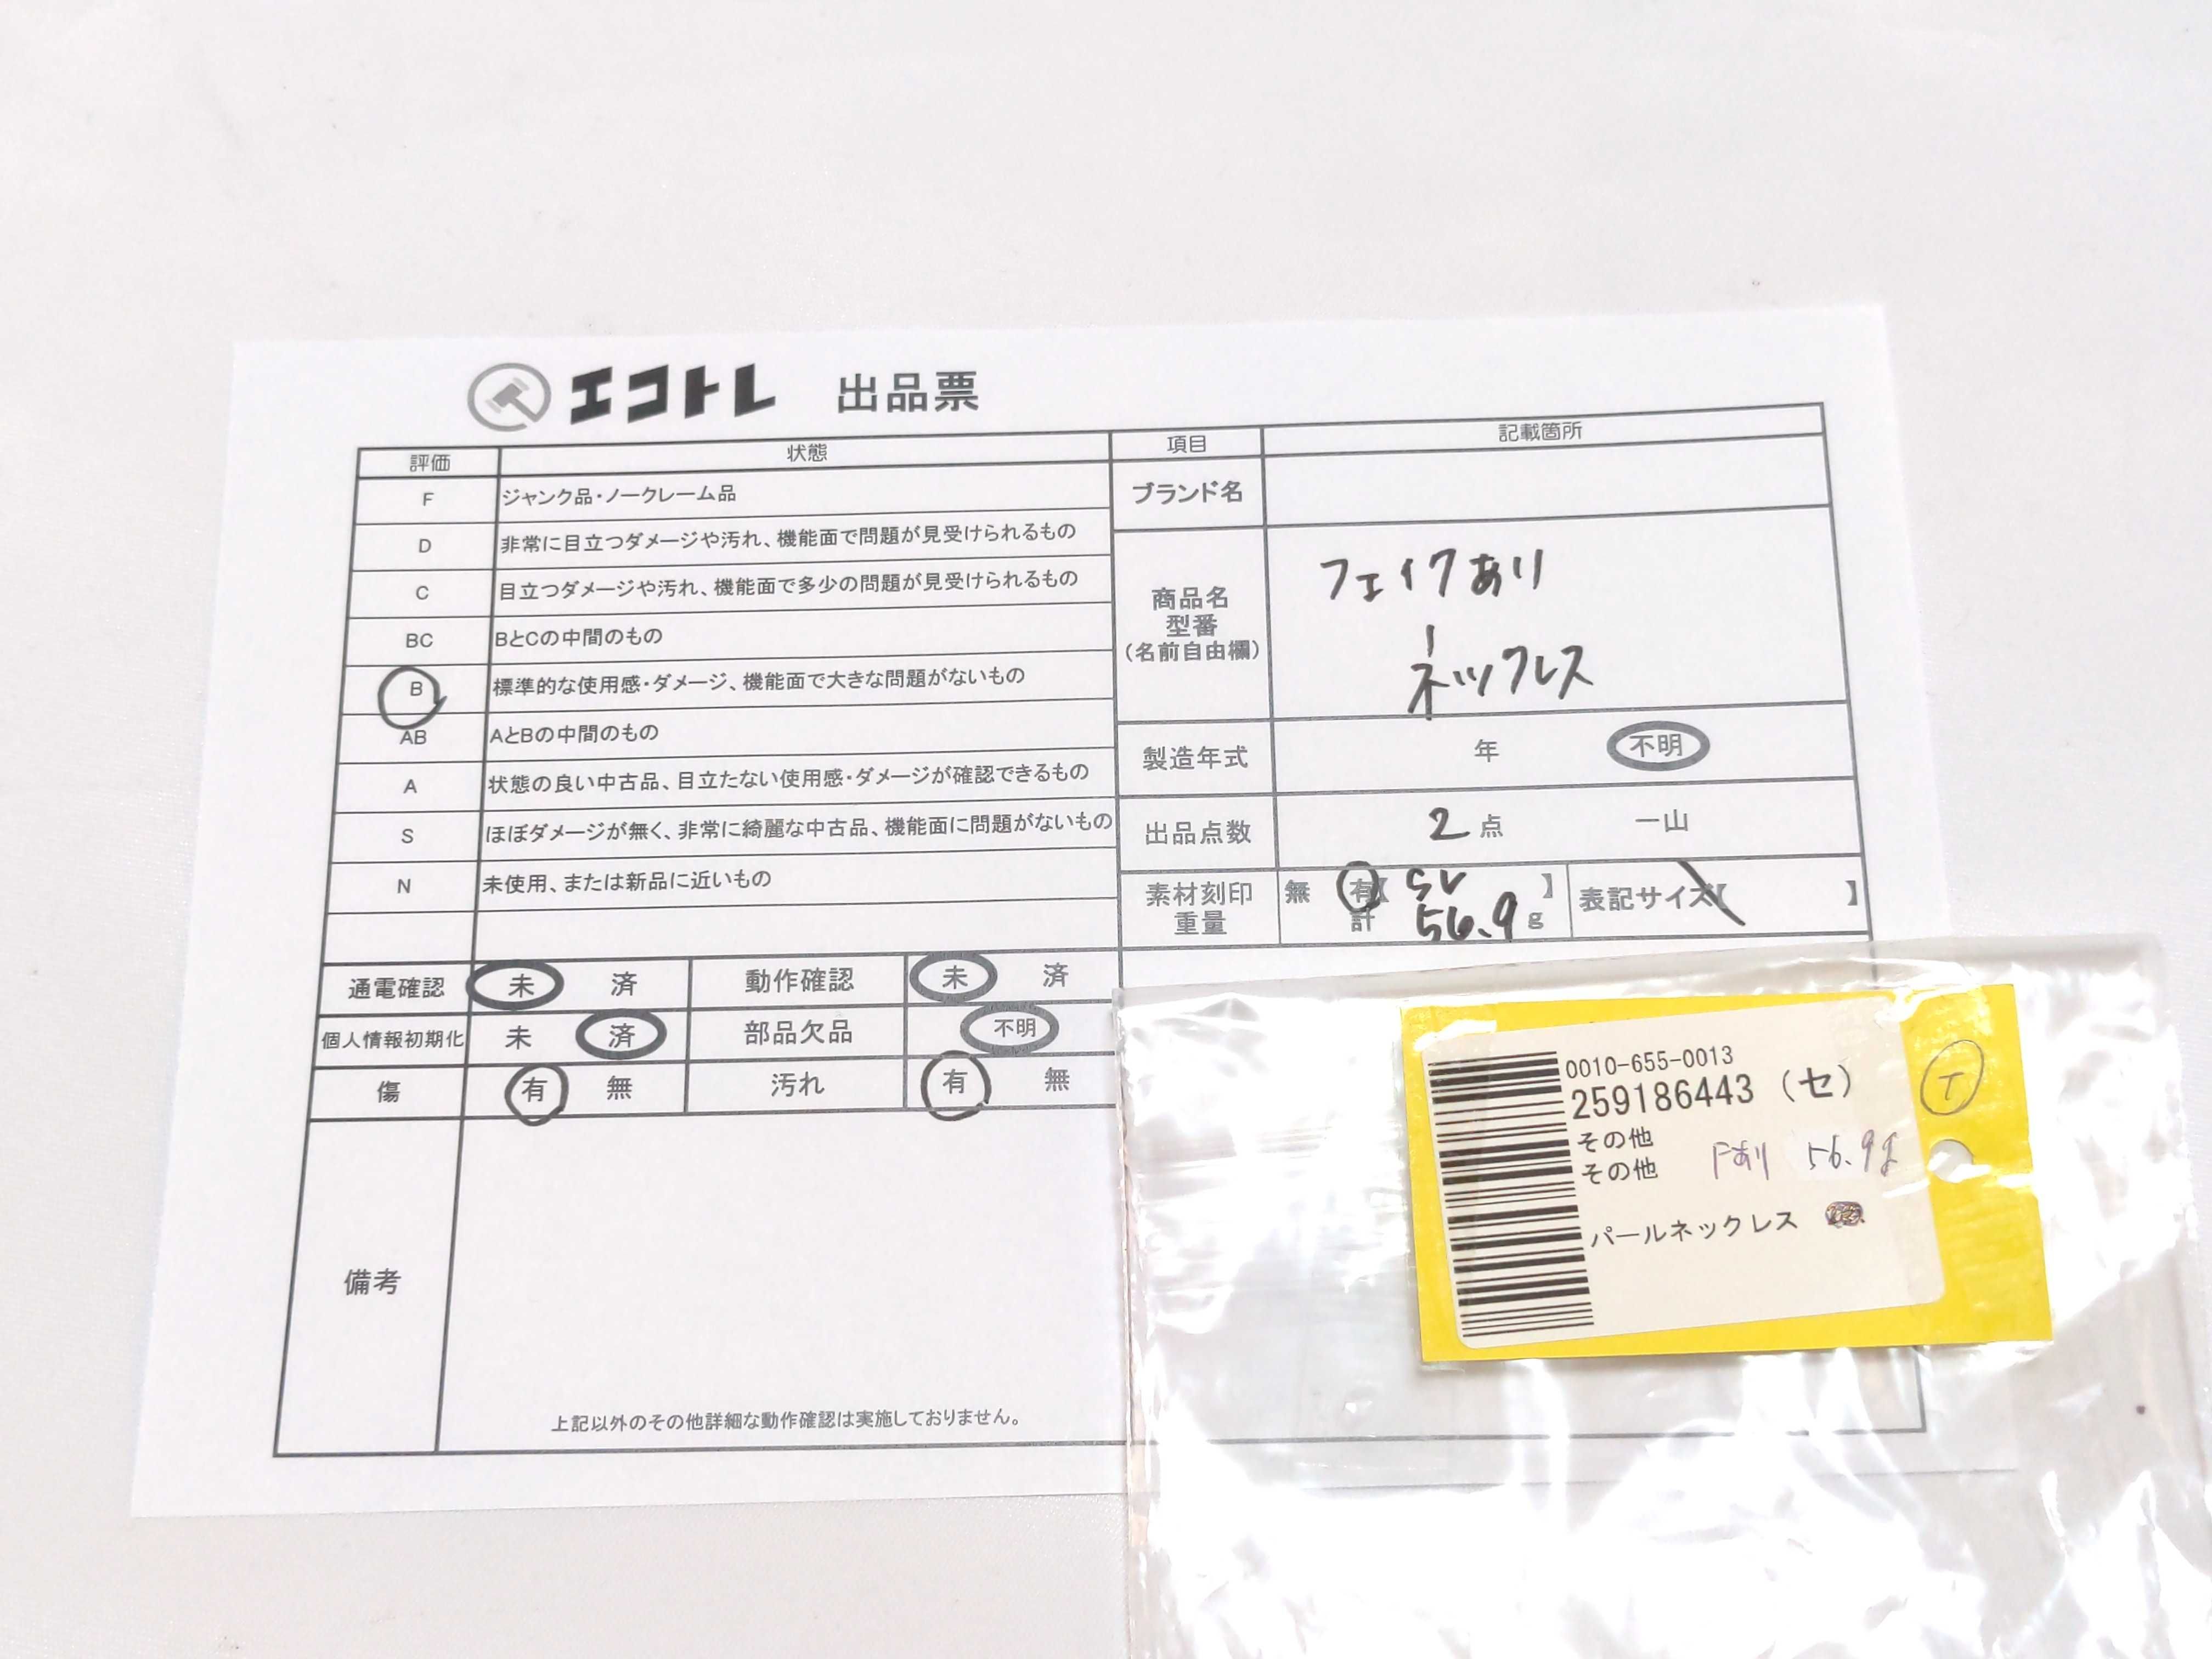 エコトレ 出品票
評価 状態
F ジャンク品・ノークレーム品
D 非常に目立つダメージや汚れ、機能面で問題が見受けられるもの
C 目立つダメージや汚れ、機能面で多少の問題が見受けられるもの
BC BとCの中間のもの
B 標準的な使用感・ダメージ、機能面で大きな問題がないもの
AB AとBの中間のもの
A 状態の良い中古品、目立たない使用感・ダメージが確認できるもの
S ほぼダメージが無く、非常に綺麗な中古品、機能面に問題がないもの
N 未使用、または新品に近いもの
通電確認 未 済 動作確認 未 済
個人情報初期化 未 済 部品欠品 不明
傷 有 無 汚れ 有 無
備考
上記以外のその他詳細な動作確認は実施しておりません。
項目 記載箇所
ブランド名
商品名
型番
(名前自由欄)
フェイクあり
ネックレス
製造年式 年 不明
出品点数 2 点 一山
素材刻印 無 有【 SV 】 表記サイズ【 】
重量 計 56.9 g
0010-655-0013
259186443 (セ)
その他
その他 Fあり 56.9g
パールネックレス
T